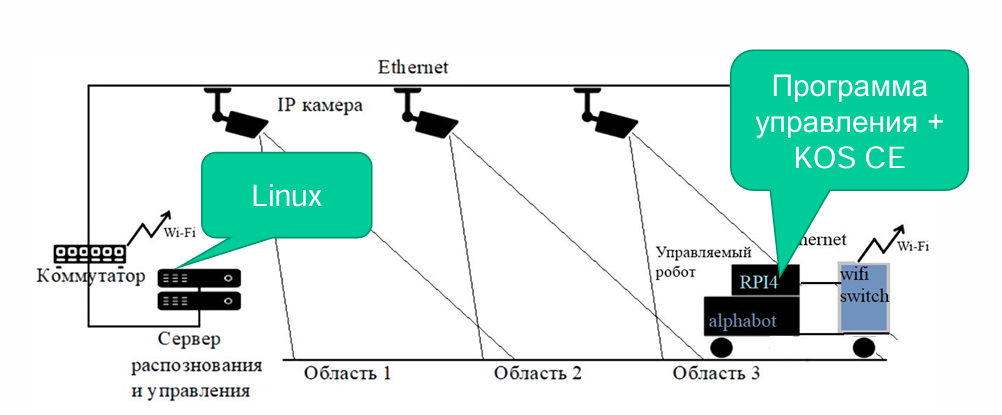 Ethernet
IP камера
Программа
управления +
KOS CE
Linux
Wi-Fi
Коммутатор
Сервер
распознования
и управления
Управляемый
робот
hernet
Wi-Fi
RPI4
wifi
switch
alphabot
Область 1
Область 2
Область 3